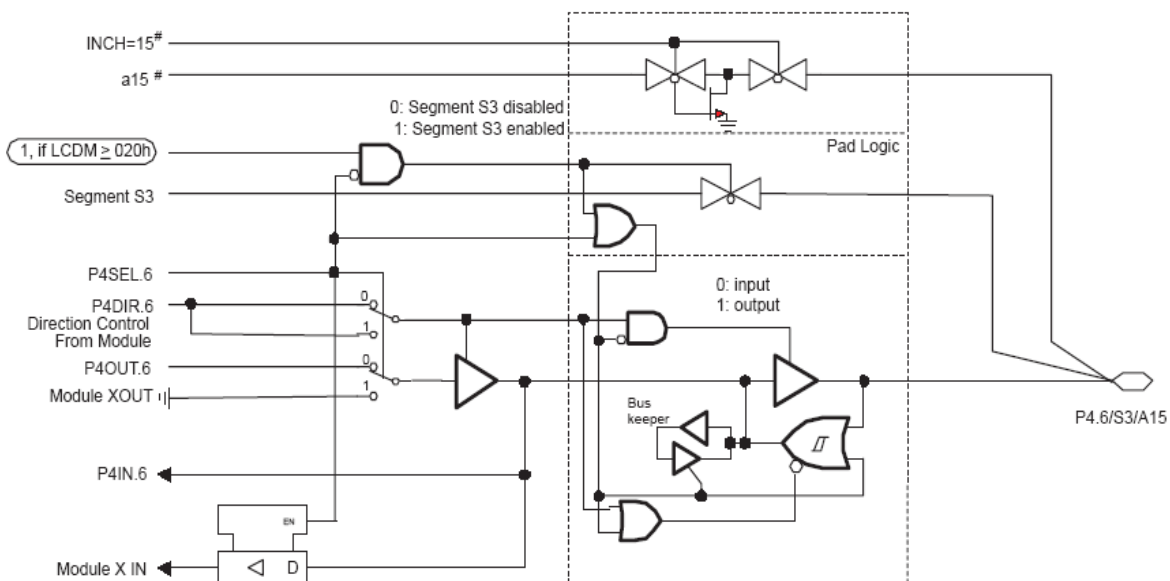 INCH=15#
a15 #
0: Segment S3 disabled
1: Segment S3 enabled
Pad Logic
1, if LCDM ≥ 020h
Segment S3
P4SEL.6
0: input
1: output
P4DIR.6
0
Direction Control
From Module
1
P4OUT.6
0
Module XOUT
1
Bus
keeper
P4.6/S3/A15
P4IN.6
EN
Module X IN
D